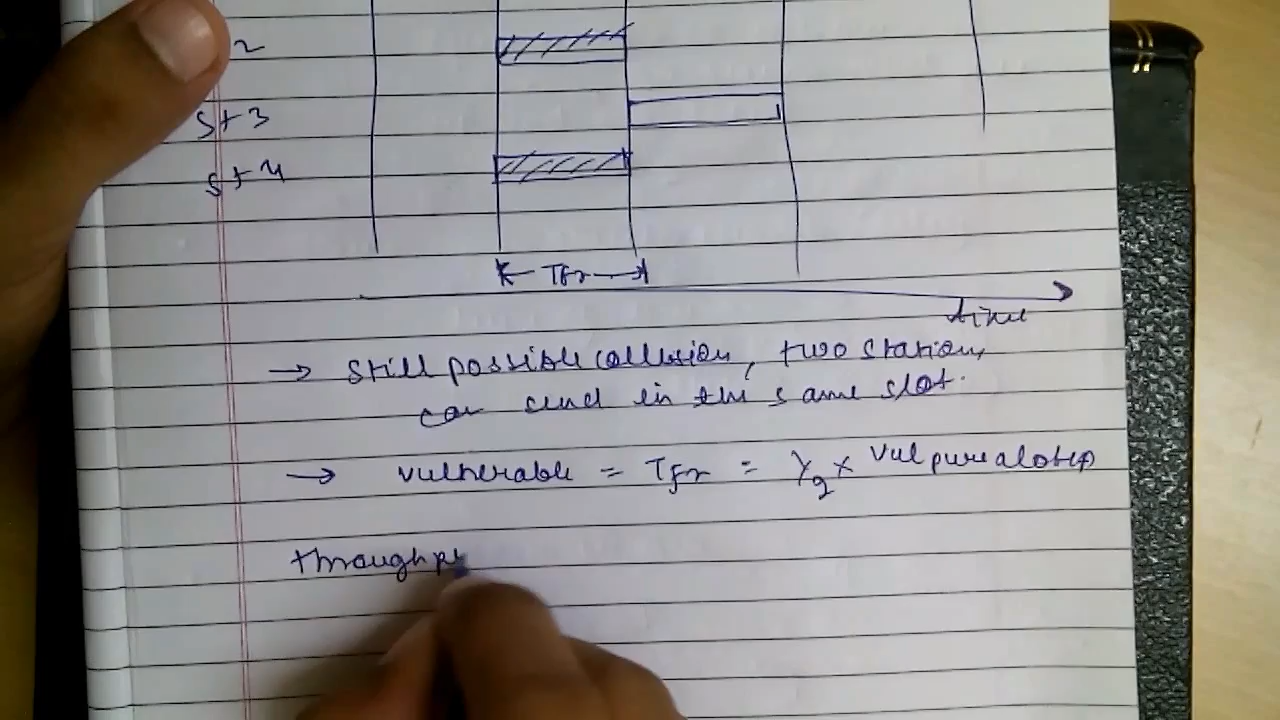 2
St 3
St 4
Tfr
time
→ still possible collision, two station,
can send in the same slot.
→ vulnerable = Tfr = 1/2 × Vul pure aloha
throughpu